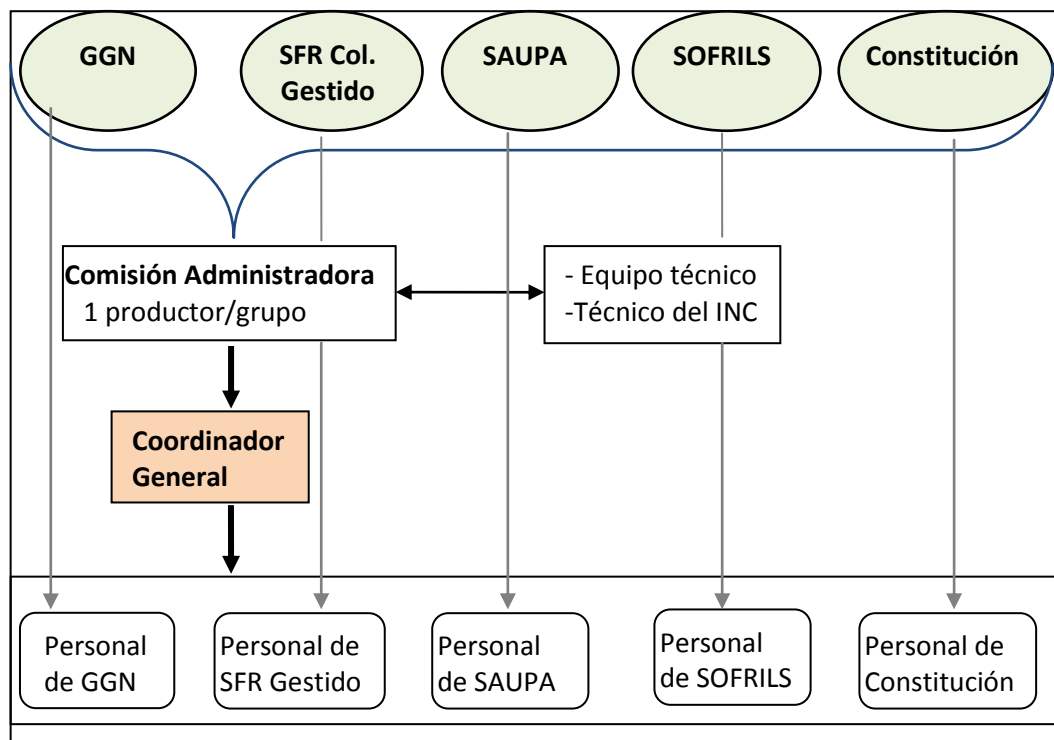 GGN
SFR Col.
Gestido
SAUPA
SOFRILS
Constitución
Comisión Administradora
1 productor/grupo
- Equipo técnico
-Técnico del INC
Coordinador
General
Personal
de GGN
Personal de
SFR Gestido
Personal
de SAUPA
Personal
de SOFRILS
Personal de
Constitución